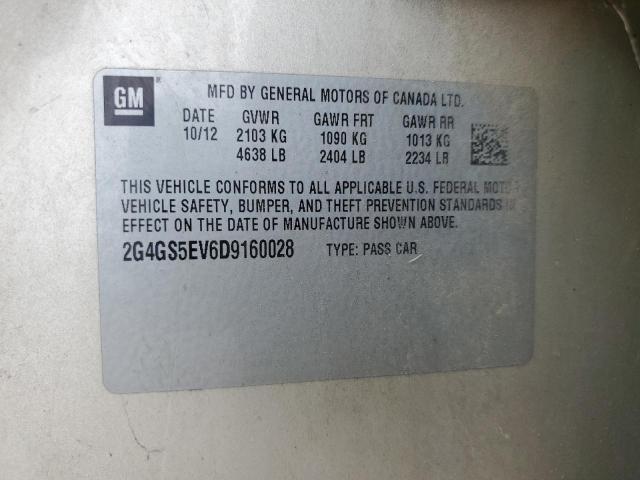 GM
MFD BY GENERAL MOTORS OF CANADA LTD.
DATE GVWR GAWR FRT GAWR RR
10/12 2103 KG 1090 KG 1013 KG
4638 LB 2404 LB 2234 LB
THIS VEHICLE CONFORMS TO ALL APPLICABLE U.S. FEDERAL MOTOR
VEHICLE SAFETY, BUMPER, AND THEFT PREVENTION STANDARDS IN
EFFECT ON THE DATE OF MANUFACTURE SHOWN ABOVE.
2G4GS5EV6D9160028 TYPE: PASS CAR